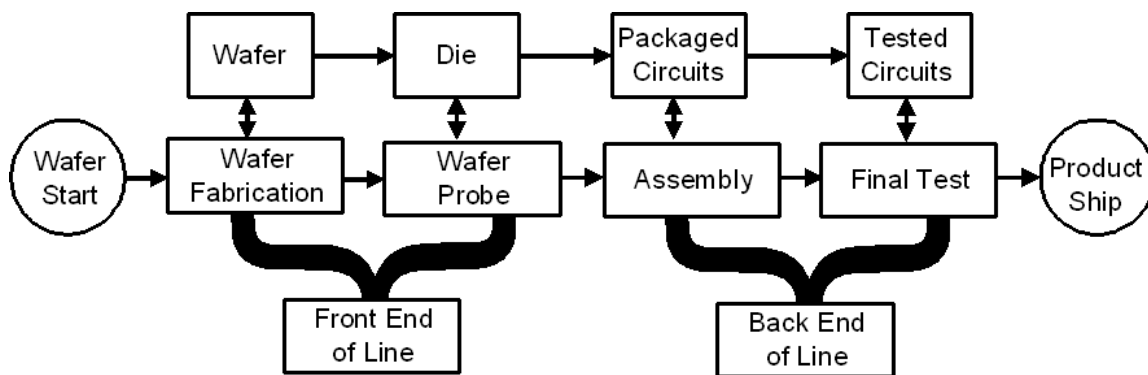 Wafer
Die
Packaged
Circuits
Tested
Circuits
Wafer
Start
Wafer
Fabrication
Wafer
Probe
Assembly
Final Test
Product
Ship
Front End
of Line
Back End
of Line